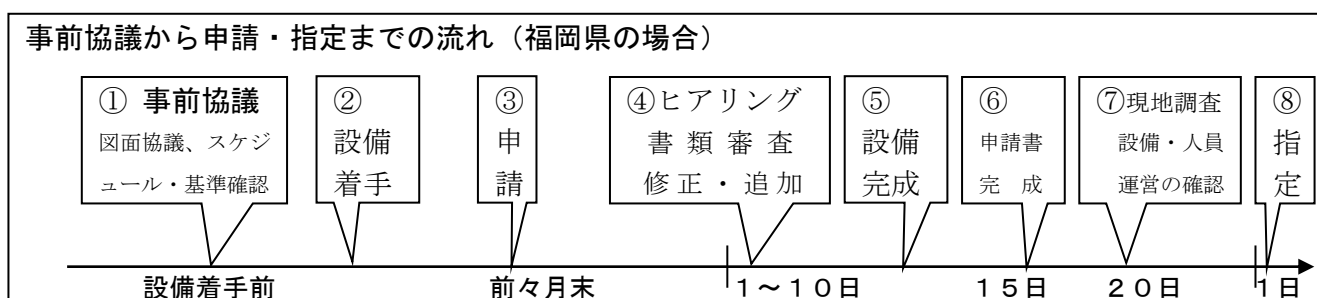 事前協議から申請・指定までの流れ（福岡県の場合）
① 事前協議
図面協議、スケジ
ュール・基準確認
②
設備
着手
③
申
請
④ヒアリング
書類審査
修正・追加
⑤
設備
完成
⑥
申請書
完成
⑦現地調査
設備・人員
運営の確認
⑧
指
定
設備着手前
前々月末
1～10日
15日
20日
1日